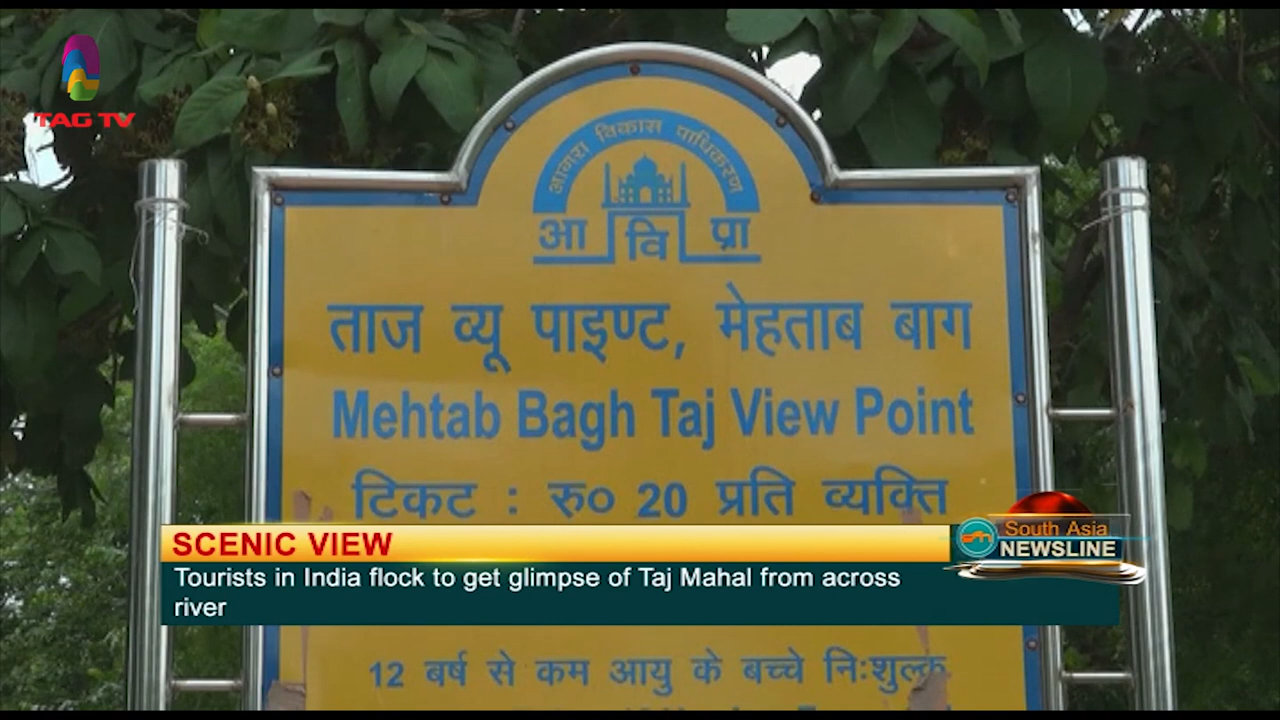 TAG TV
आगरा विकास प्राधिकरण
आ वि प्रा
ताज व्यू पाइण्ट, मेहताब बाग
Mehtab Bagh Taj View Point
टिकट : रु० 20 प्रति व्यक्ति
SCENIC VIEW
South Asia
NEWSLINE
Tourists in India flock to get glimpse of Taj Mahal from across
river
12 बर्ष से कम आयु के बच्चे निःशुल्क